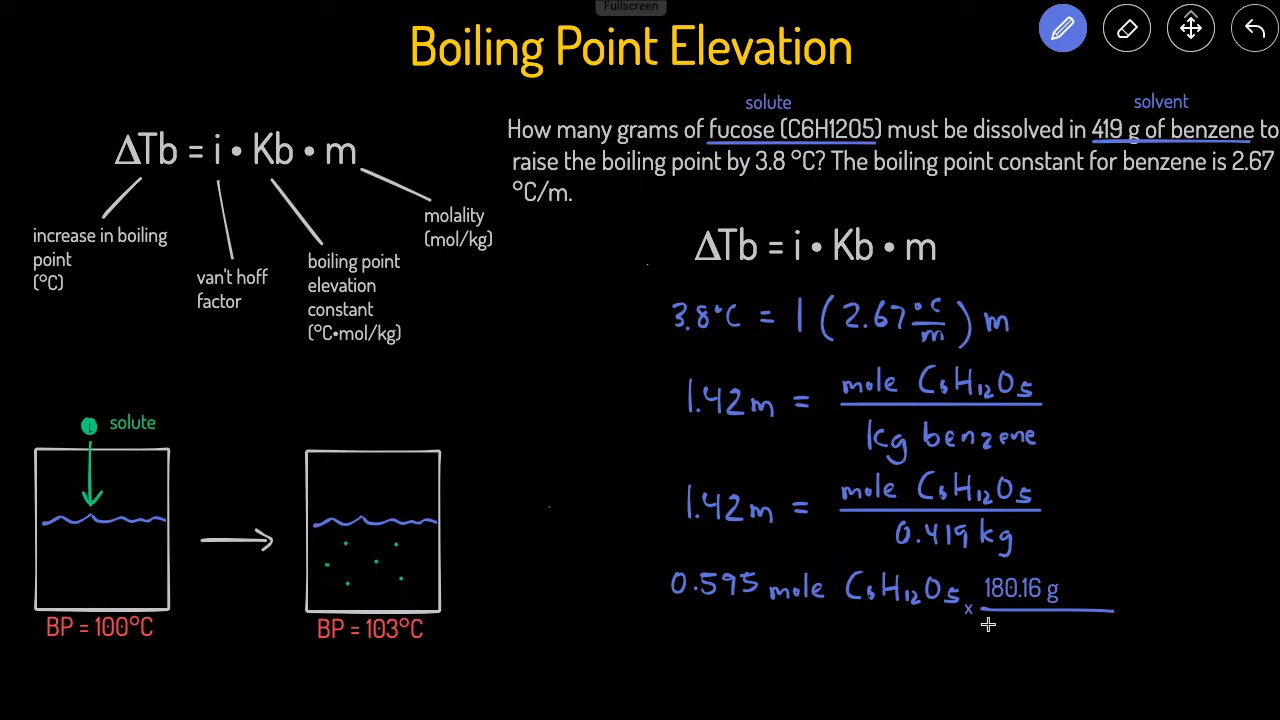 Fullscreen
Boiling Point Elevation
ΔTb = i • Kb • m
increase in boiling
point
(°C)
van't hoff
factor
boiling point
elevation
constant
(°C•mol/kg)
molality
(mol/kg)
solute
solvent
How many grams of fucose (C6H12O5) must be dissolved in 419 g of benzene to
raise the boiling point by 3.8 °C? The boiling point constant for benzene is 2.67
°C/m.
ΔTb = i • Kb • m
3.8°C = 1 (2.67 °C/m) m
1.42 m = mole C6H12O5
kg benzene
1.42 m = mole C6H12O5
0.419 kg
0.595 mole C6H12O5 x 180.16 g
solute
BP = 100°C
BP = 103°C